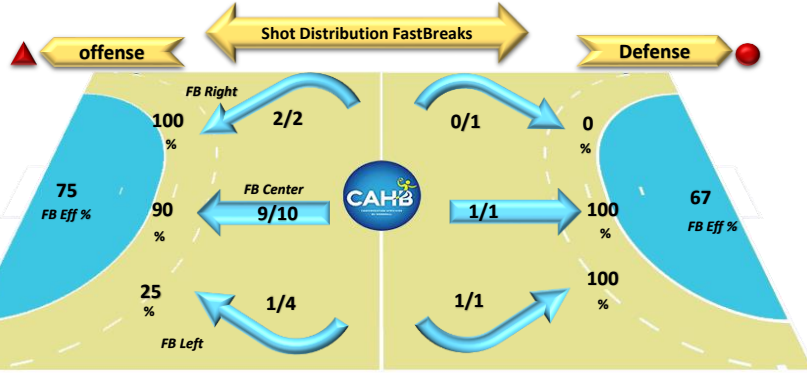 Shot Distribution FastBreaks
offense
Defense
FB Right
100
%
2/2
0/1
0
%
75
FB Eff %
90
%
FB Center
9/10
CAHB
1/1
100
%
67
FB Eff %
25
%
1/4
FB Left
1/1
100
%